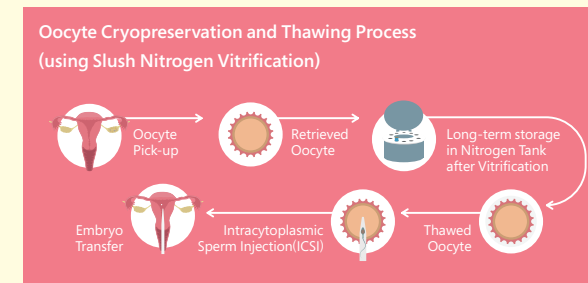 Oocyte Cryopreservation and Thawing Process
(using Slush Nitrogen Vitrification)
Oocyte
Pick-up
Retrieved
Oocyte
Long-term storage
in Nitrogen Tank
after Vitrification
Thawed
Oocyte
Intracytoplasmic
Sperm Injection(ICSI)
Embryo
Transfer